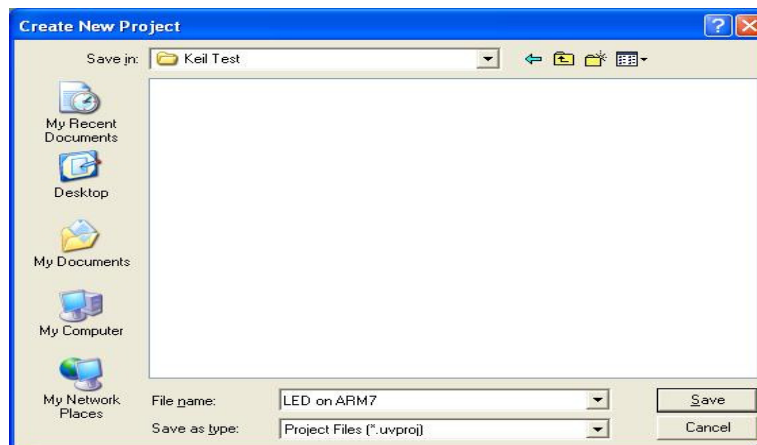 Create New Project
Save in:
Keil Test
My Recent
Documents
Desktop
My Documents
My Computer
My Network
Places
File name:
LED on ARM7
Save
Save as type:
Project Files (*.uvproj)
Cancel